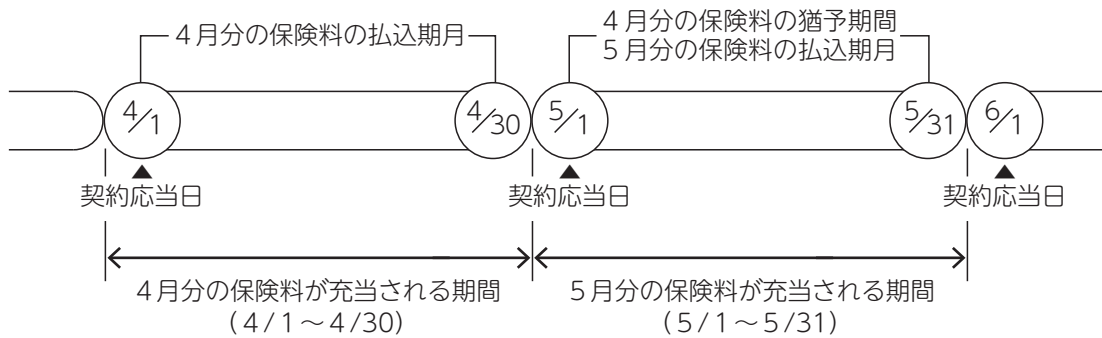 4月分の保険料の払込期月
4月分の保険料の猶予期間
5月分の保険料の払込期月
4/1
4/30
5/1
5/31
6/1
▲
契約応当日
▲
契約応当日
▲
契約応当日
4月分の保険料が充当される期間
(4/1～4/30)
5月分の保険料が充当される期間
(5/1～5/31)